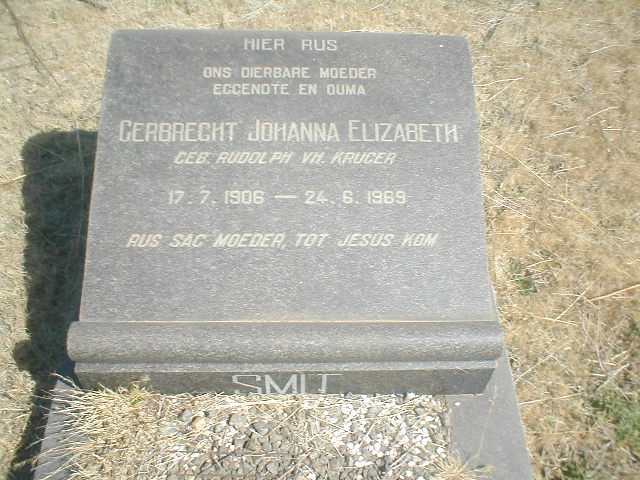 HIER RUS
ONS DIERBARE MOEDER
EGGENOTE EN OUMA
GERBRECHT JOHANNA ELIZABETH
GEB. RUDOLPH VH. KRUGER
17. 7. 1906 — 24. 6. 1969
RUS SAG MOEDER, TOT JESUS KOM
SMIT